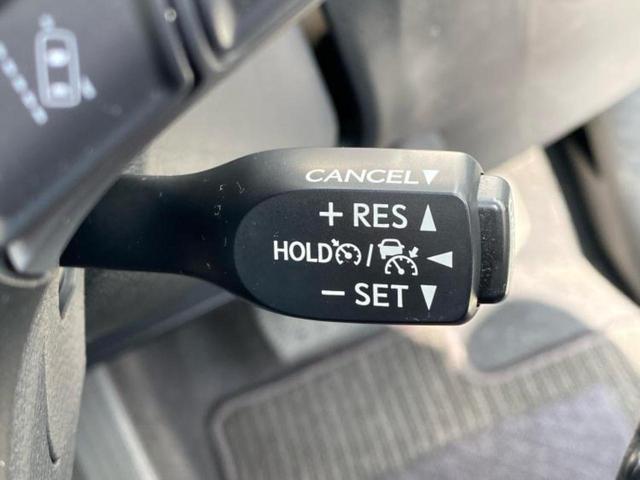 CANCEL▼
+ RES ▲
HOLD / ◀
− SET ▼